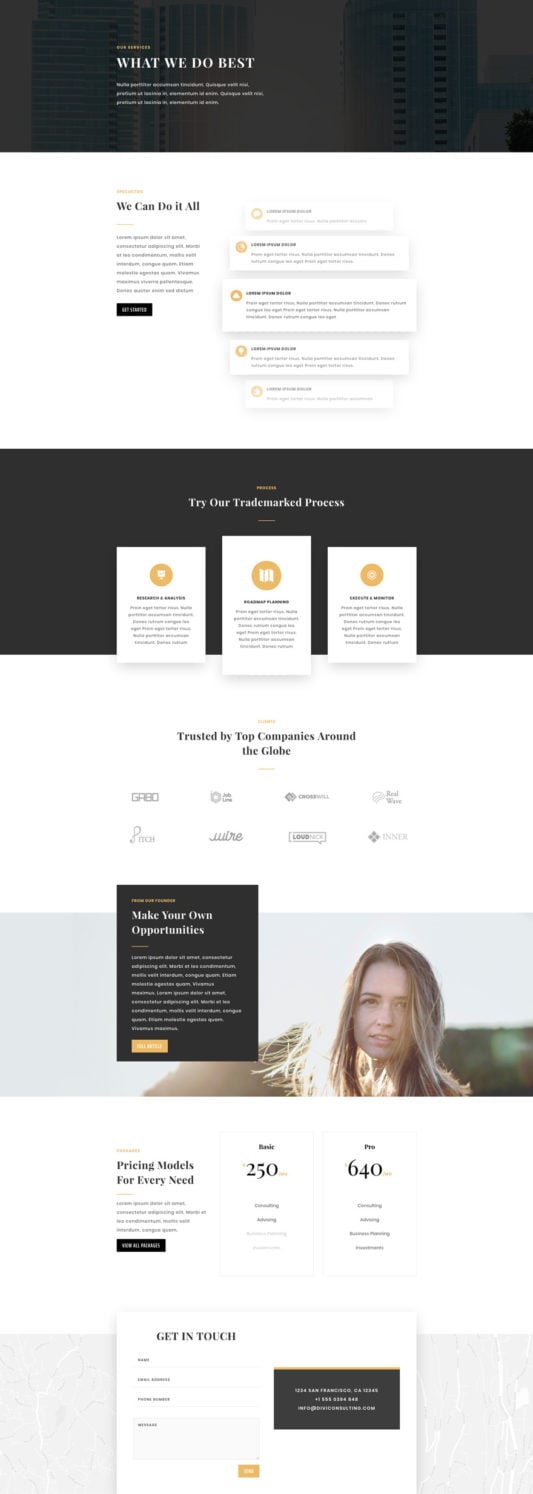 OUR SERVICES
WHAT WE DO BEST
Nulla porttitor accumsan tincidunt. Quisque velit nisi,
pretium ut lacinia in, elementum id enim. Quisque velit nisi,
pretium ut lacinia in, elementum id enim.
SPECIALTIES
We Can Do it All
Lorem ipsum dolor sit amet,
consectetur adipiscing elit. Morbi
et leo condimentum, mollis velit
interdum, congue quam. Etiam
molestie egestas quam. Vivamus
maximus viverra pellentesque.
Donec auctor enim sed dictum
GET STARTED
LOREM IPSUM DOLOR
Proin eget tortor risus. Nulla porttitor accums
LOREM IPSUM DOLOR
Proin eget tortor risus. Nulla porttitor accumsan tincidunt. Donec
rutrum congue leo eget Proin eget tortor risus.
LOREM IPSUM DOLOR
Proin eget tortor risus. Nulla porttitor accumsan tincidunt. Donec rutrum
congue leo eget Proin eget tortor risus. Nulla porttitor accumsan
tincidunt. Donec rutrum congue leo eget
LOREM IPSUM DOLOR
Proin eget tortor risus. Nulla porttitor accumsan tincidunt. Donec
rutrum congue leo eget Proin eget tortor risus.
LOREM IPSUM DOLOR
Proin eget tortor risus. Nulla porttitor accumsan
PROCESS
Try Our Trademarked Process
RESEARCH & ANALYSIS
Proin eget tortor risus. Nulla
porttitor accumsan tincidunt.
Donec rutrum congue leo
eget Proin eget tortor risus.
Nulla porttitor accumsan
tincidunt. Donec rutrum
ROADMAP PLANNING
Proin eget tortor risus. Nulla
porttitor accumsan tincidunt.
Donec rutrum congue leo
eget Proin eget tortor risus.
Nulla porttitor accumsan
tincidunt. Donec rutrum
EXECUTE & MONITOR
Proin eget tortor risus. Nulla
porttitor accumsan tincidunt.
Donec rutrum congue leo
eget Proin eget tortor risus.
Nulla porttitor accumsan
tincidunt. Donec rutrum
CLIENTS
Trusted by Top Companies Around
the Globe
GABO
Job
Line.
CROSSWILL
Real
Wave
PITCH
wire
LOUDNICK
INNER
FROM OUR FOUNDER
Make Your Own
Opportunities
Lorem ipsum dolor sit amet, consectetur
adipiscing elit. Morbi et leo condimentum,
mollis velit interdum, congue quam. Etiam
molestie egestas quam. Vivamus
maximus. Lorem ipsum dolor sit amet,
consectetur adipiscing elit. Morbi et leo
condimentum, mollis velit interdum, congue
quam. Etiam molestie egestas quam.
Vivamus maximus.
FULL ARTICLE
PACKAGES
Pricing Models
For Every Need
Lorem ipsum dolor sit amet,
consectetur adipiscing elit. Morbi et
leo condimentum, mollis velit
interdum, congue quam.
VIEW ALL PACKAGES
Basic
250
Consulting
Advising
Business Planning
Investments
Pro
640
Consulting
Advising
Business Planning
Investments
GET IN TOUCH
NAME
EMAIL ADDRESS
PHONE NUMBER
MESSAGE
SEND
1234 SAN FRANCISCO, CA 12345
+1 555 0394 848
INFO@DIVICONSULTING.COM